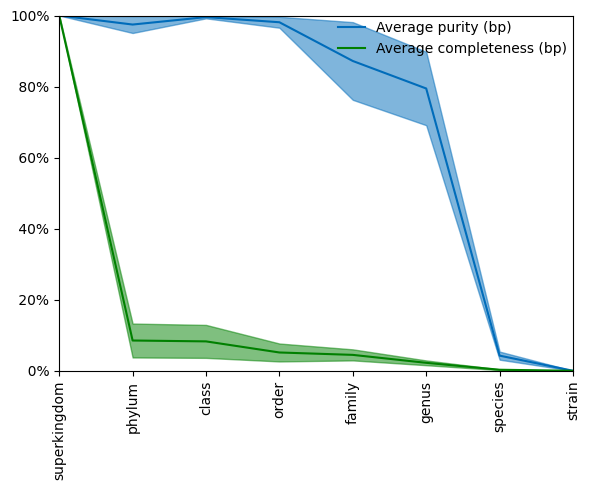 100%
80%
60%
40%
20%
0%
Average purity (bp)
Average completeness (bp)
superkingdom
phylum
class
order
family
genus
species
strain